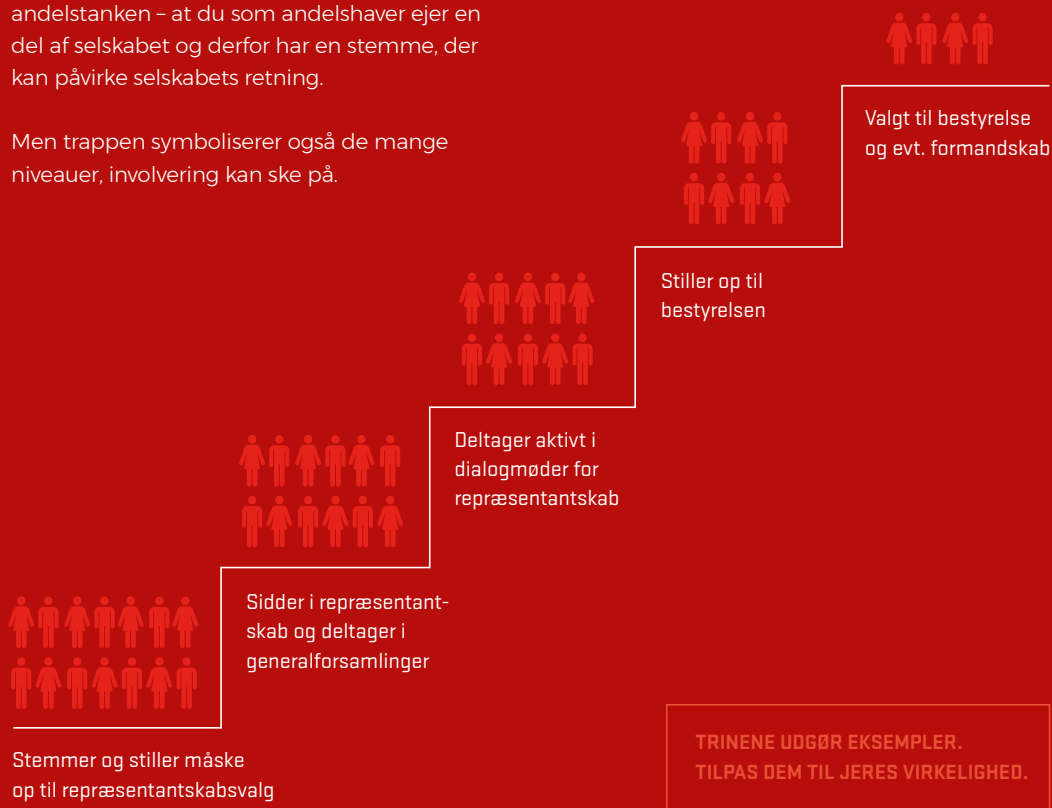 andelstanken – at du som andelshaver ejer en
del af selskabet og derfor har en stemme, der
kan påvirke selskabets retning.
Men trappen symboliserer også de mange
niveauer, involvering kan ske på.
Valgt til bestyrelse
og evt. formandskab
Stiller op til
bestyrelsen
Deltager aktivt i
dialogmøder for
repræsentantskab
Sidder i repræsentant-
skab og deltager i
generalforsamlinger
Stemmer og stiller måske
op til repræsentantskabsvalg
TRINENE UDGØR EKSEMPLER.
TILPAS DEM TIL JERES VIRKELIGHED.